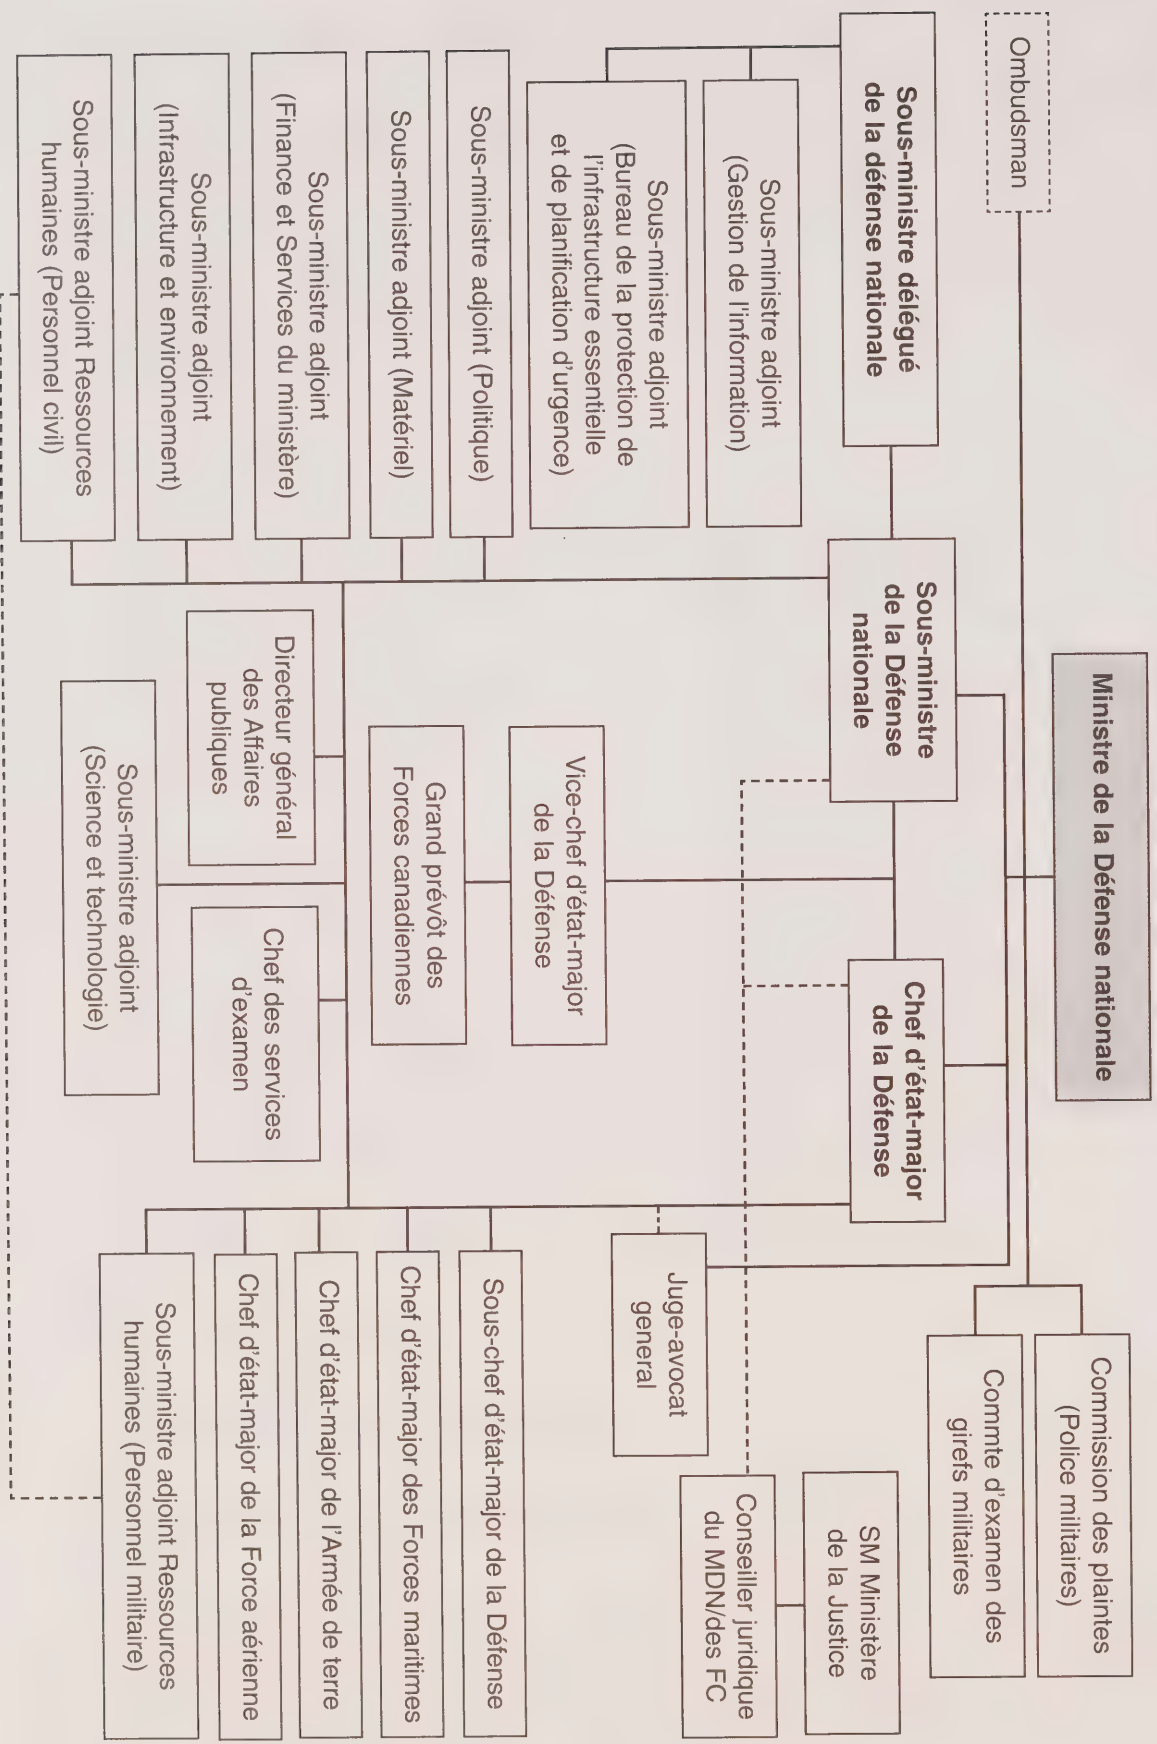 Ministre de la Défense nationale
Ombudsman
Commission des plaintes
(Police militaires)
Commte d'examen des
girefs militaires
Sous-ministre délégué
de la défense nationale
Sous-ministre
de la Défense
nationale
Chef d'état-major
de la Défense
SM Ministère
de la Justice
Conseiller juridique
du MDN/des FC
Juge-avocat
general
Sous-ministre adjoint
(Gestion de l'information)
Sous-ministre adjoint
(Bureau de la protection de
l'infrastructure essentielle
et de planification d'urgence)
Vice-chef d'état-major
de la Défense
Grand prévôt des
Forces canadiennes
Sous-ministre adjoint (Politique)
Sous-ministre adjoint (Matériel)
Sous-ministre adjoint
(Finance et Services du ministère)
Sous-ministre adjoint
(Infrastructure et environnement)
Sous-ministre adjoint Ressources
humaines (Personnel civil)
Directeur général
des Affaires
publiques
Chef des services
d'examen
Sous-ministre adjoint
(Science et technologie)
Sous-chef d'état-major de la Défense
Chef d'état-major des Forces maritimes
Chef d'état-major de l'Armée de terre
Chef d'état-major de la Force aérienne
Sous-ministre adjoint Ressources
humaines (Personnel militaire)